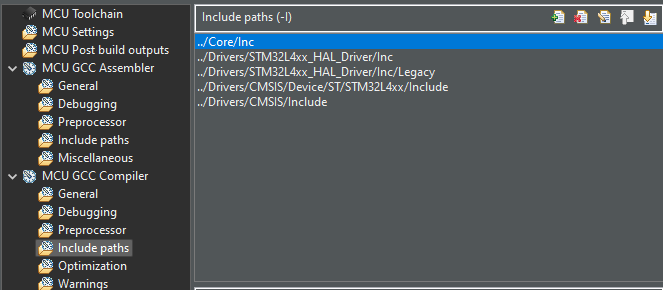 MCU Toolchain
MCU Settings
MCU Post build outputs
MCU GCC Assembler
General
Debugging
Preprocessor
Include paths
Miscellaneous
MCU GCC Compiler
General
Debugging
Preprocessor
Include paths
Optimization
Warnings
Include paths (-I)
../Core/Inc
../Drivers/STM32L4xx_HAL_Driver/Inc
../Drivers/STM32L4xx_HAL_Driver/Inc/Legacy
../Drivers/CMSIS/Device/ST/STM32L4xx/Include
../Drivers/CMSIS/Include